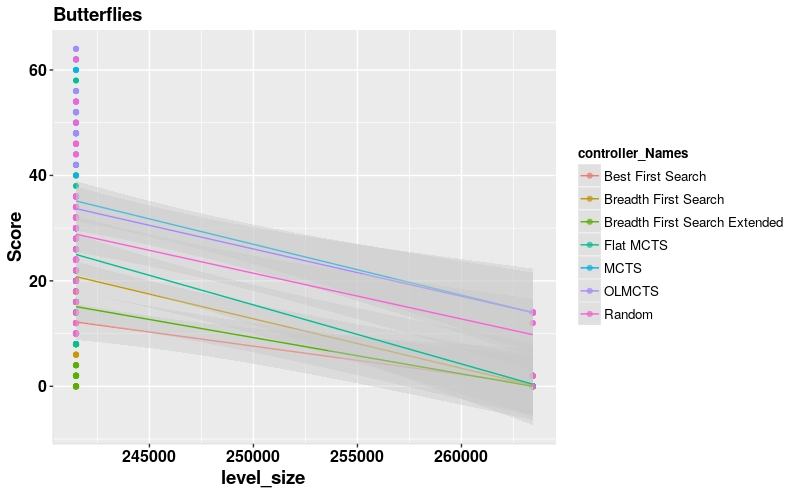 Butterflies
60
40
20
0
Score
245000
250000
255000
260000
level_size
controller_Names
Best First Search
Breadth First Search
Breadth First Search Extended
Flat MCTS
MCTS
OLMCTS
Random